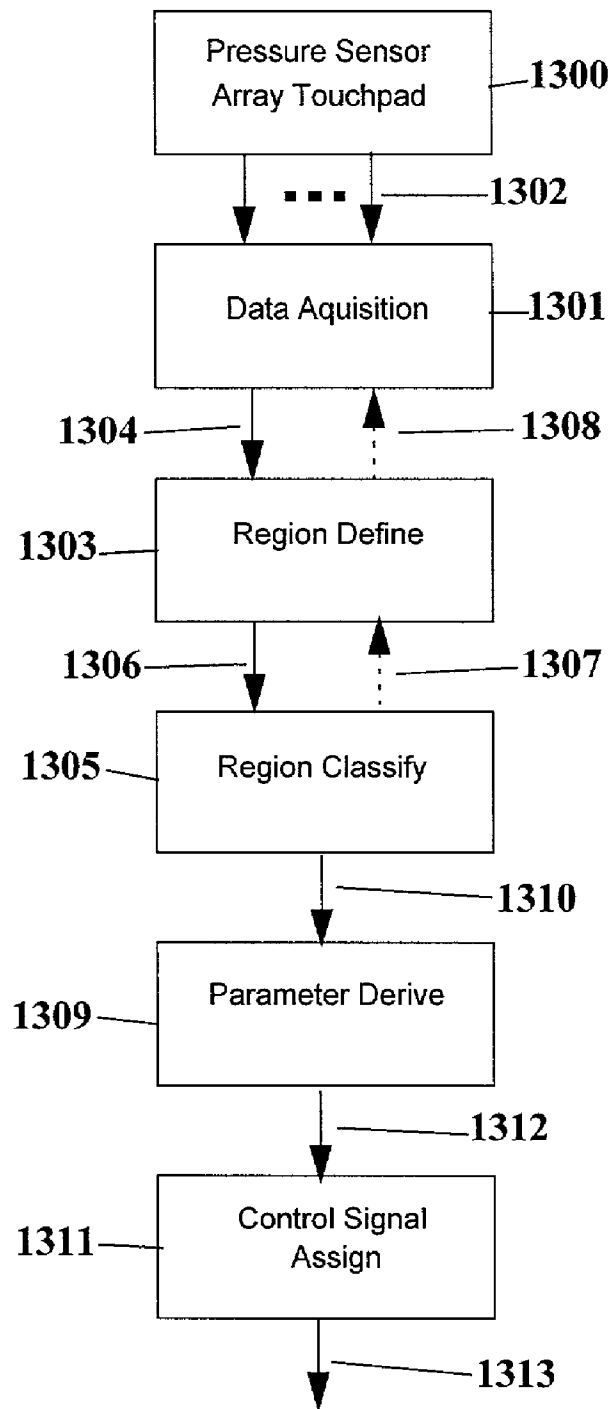 Pressure Sensor
Array Touchpad
1300
1302
Data Aquisition
1301
1304
1308
Region Define
1303
1306
1307
Region Classify
1305
1310
Parameter Derive
1309
1312
Control Signal
Assign
1311
1313